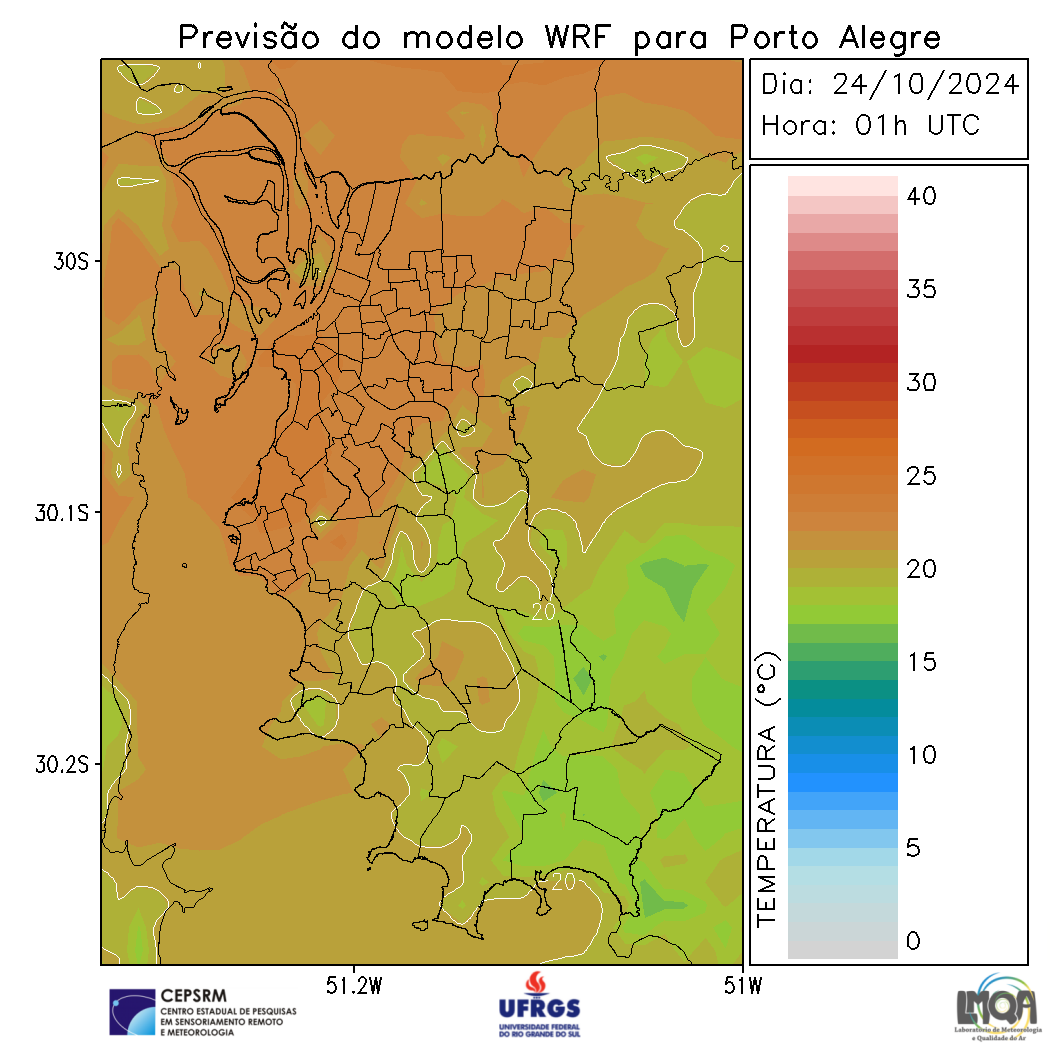 Previsão do modelo WRF para Porto Alegre
Dia: 24/10/2024
Hora: 01h UTC
40
35
30
25
20
15
10
5
0
TEMPERATURA (°C)
30S
30.1S
30.2S
20
20
51.2W
51W
CEPSRM
CENTRO ESTADUAL DE PESQUISAS
EM SENSORIAMENTO REMOTO
E METEOROLOGIA
UFRGS
UNIVERSIDADE FEDERAL
DO RIO GRANDE DO SUL
LMQA
Laboratório de Meteorologia
e Qualidade do Ar